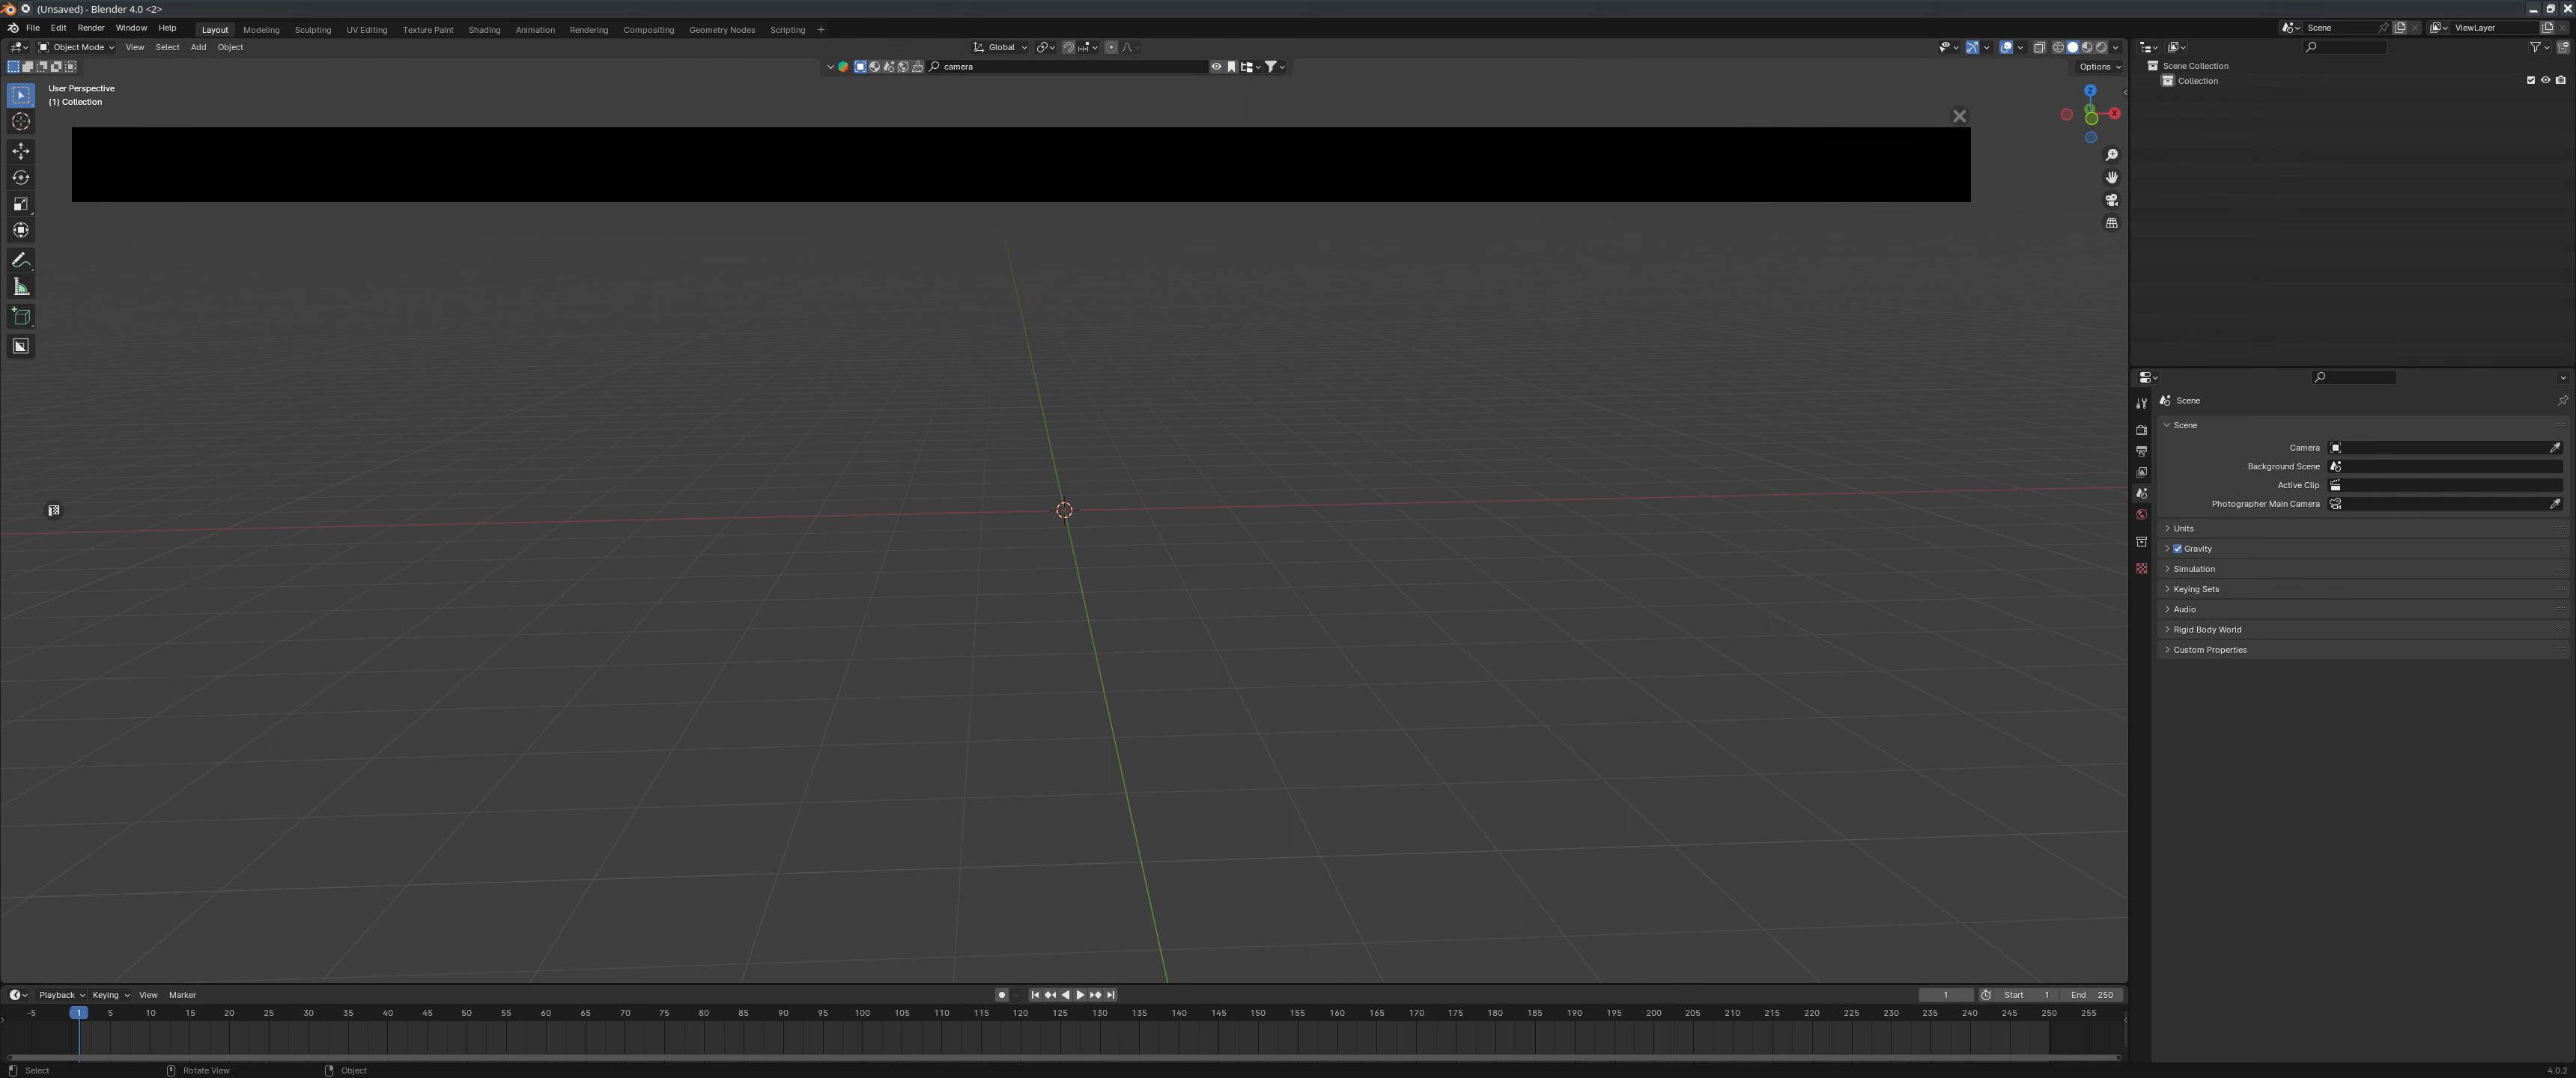 (Unsaved) - Blender 4.0 <2>
File Edit Render Window Help Layout Modeling Sculpting UV Editing Texture Paint Shading Animation Rendering Compositing Geometry Nodes Scripting + Scene ViewLayer
Object Mode View Select Add Object Global
camera Options
User Perspective
(1) Collection
Z
X
Scene Collection
Collection
Scene
Scene
Camera
Background Scene
Active Clip
Photographer Main Camera
Units
Gravity
Simulation
Keying Sets
Audio
Rigid Body World
Custom Properties
Playback Keying View Marker 1 Start 1 End 250
-5 1 5 10 15 20 25 30 35 40 45 50 55 60 65 70 75 80 85 90 95 100 105 110 115 120 125 130 135 140 145 150 155 160 165 170 175 180 185 190 195 200 205 210 215 220 225 230 235 240 245 250 255
Select Rotate View Object 4.0.2